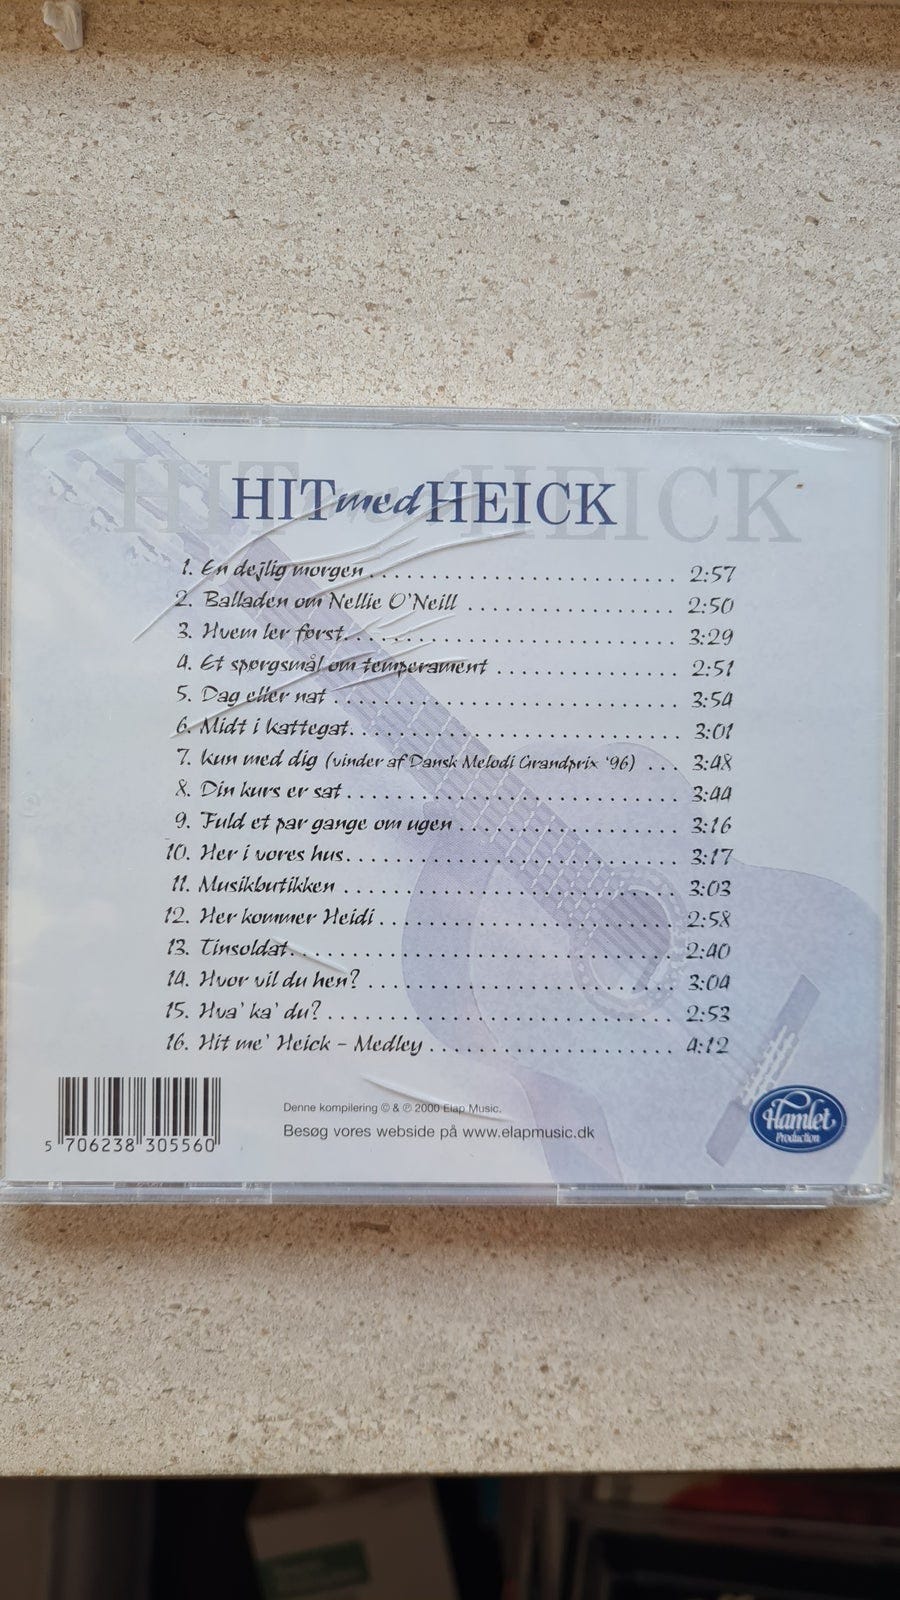 HIT med HEICK
HIT med HEICK
1. En dejlig morgen 2:57
2. Balladen om Nellie O'Neill 2:50
3. Hvem ler først 3:29
4. Et spørgsmål om temperament 2:51
5. Dag eller nat 3:54
6. Midt i Kattegat 3:01
7. Kun med dig (vinder af Dansk Melodi Grandprix '96) ... 3:48
8. Din kurs er sat 3:44
9. Fuld et par gange om ugen 3:16
10. Her i vores hus 3:17
11. Musikbutikken 3:03
12. Her kommer Heidi 2:58
13. Tinsoldat 2:40
14. Hvor vil du hen? 3:04
15. Hva' ka' du? 2:53
16. Hit me' Heick - Medley 4:12
Denne kompilering © & ℗ 2000 Elap Music.
Besøg vores webside på www.elapmusic.dk
5 706238 305560
Hamlet
Production